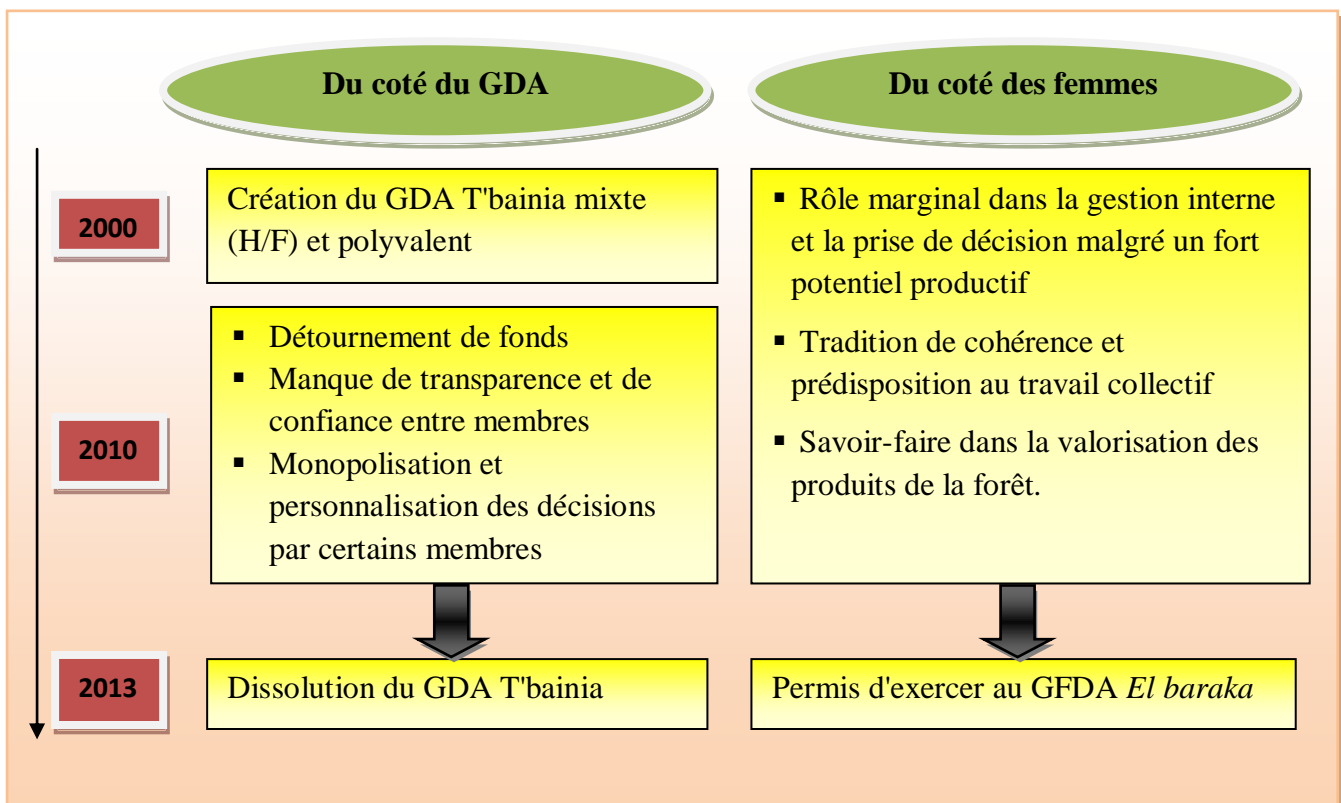 Du coté du GDA
Du coté des femmes
2000
Création du GDA T'bainia mixte
(H/F) et polyvalent
2010
▪ Détournement de fonds
▪ Manque de transparence et de
confiance entre membres
▪ Monopolisation et
personnalisation des décisions
par certains membres
▪ Rôle marginal dans la gestion interne
et la prise de décision malgré un fort
potentiel productif
▪ Tradition de cohérence et
prédisposition au travail collectif
▪ Savoir-faire dans la valorisation des
produits de la forêt.
2013
Dissolution du GDA T'bainia
Permis d'exercer au GFDA El baraka